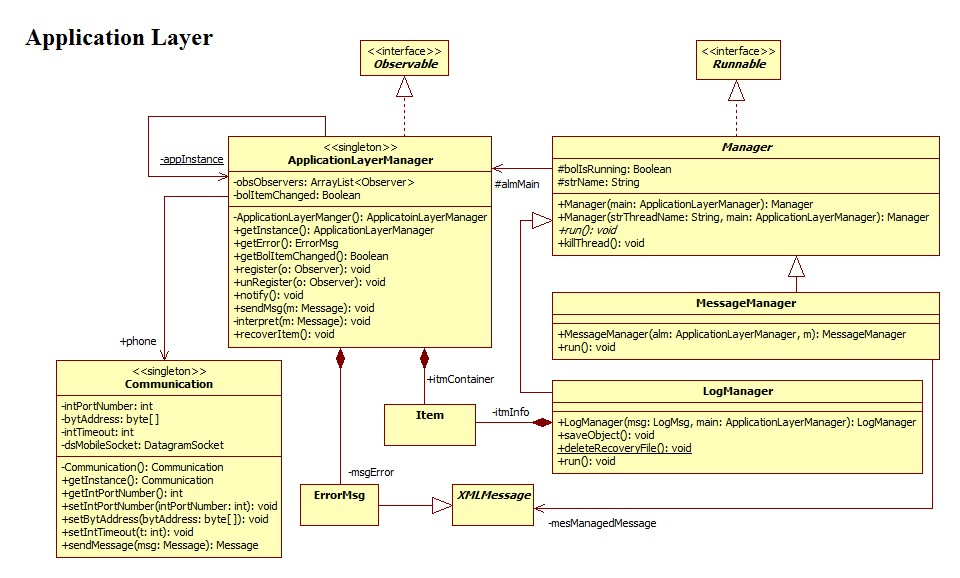 Application Layer
<<interface>>
Observable
<<interface>>
Runnable
-appInstance
<<singleton>>
ApplicationLayerManager
-obsObservers: ArrayList<Observer>
-bolItemChanged: Boolean
-ApplicationLayerManger(): ApplicatoinLayerManager
+getInstance(): ApplicationLayerManager
+getError(): ErrorMsg
+getBolItemChanged(): Boolean
+register(o: Observer): void
+unRegister(o: Observer): void
+notify(): void
+sendMsg(m: Message): void
-interpret(m: Message): void
+recoverItem(): void
#almMain
Manager
#bolIsRunning: Boolean
#strName: String
+Manager(main: ApplicationLayerManager): Manager
+Manager(strThreadName: String, main: ApplicationLayerManager): Manager
+run(): void
+killThread(): void
MessageManager
+MessageManager(alm: ApplicationLayerManager, m): MessageManager
+run(): void
+phone
<<singleton>>
Communication
-intPortNumber: int
-bytAddress: byte[]
-intTimeout: int
-dsMobileSocket: DatagramSocket
-Communication(): Communication
+getInstance(): Communication
+getIntPortNumber(): int
+setIntPortNumber(intPortNumber: int): void
+setBytAddress(bytAddress: byte[]): void
+setIntTimeout(t: int): void
+sendMessage(msg: Message): Message
+itmContainer
Item
-itmInfo
LogManager
+LogManager(msg: LogMsg, main: ApplicationLayerManager): LogManager
+saveObject(): void
+deleteRecoveryFile(): void
+run(): void
-msgError
ErrorMsg
XMLMessage
-mesManagedMessage